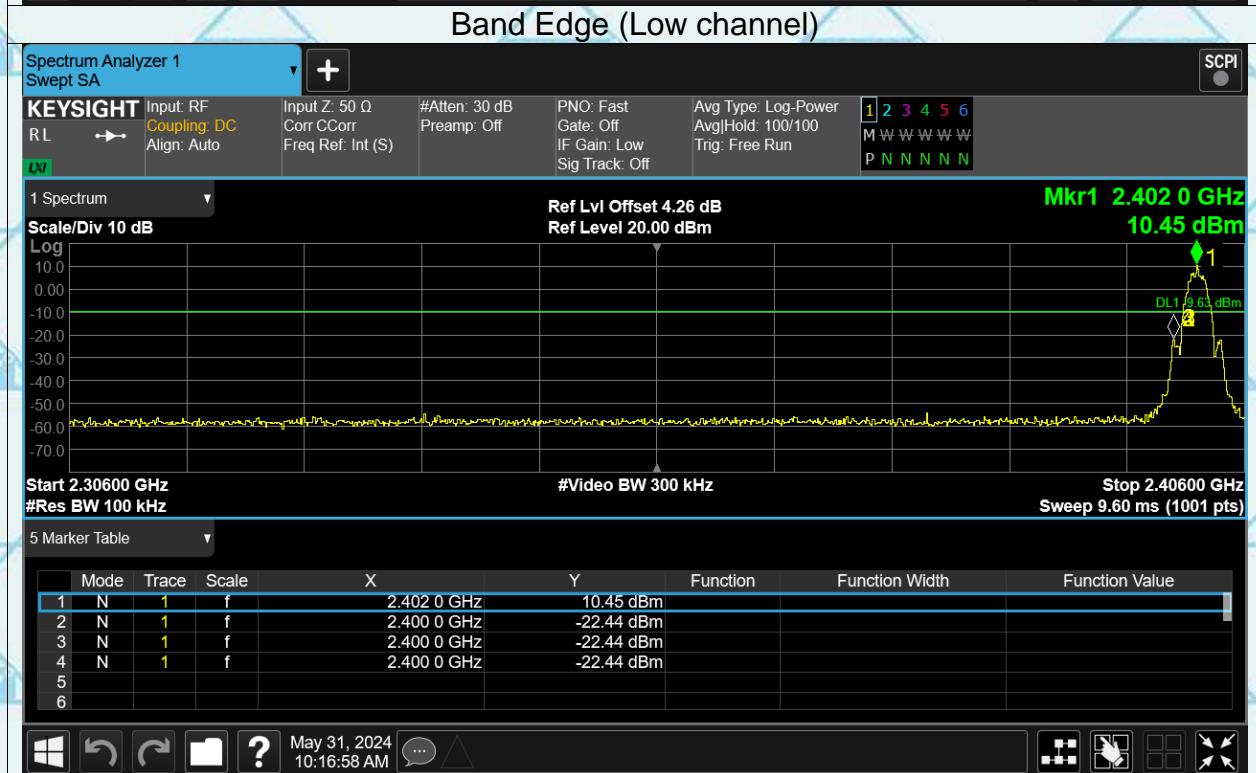 Band Edge (Low channel)
Spectrum Analyzer 1
Swept SA
+
SCPI
KEYSIGHT
R L
LXI
Input: RF
Coupling: DC
Align: Auto
Input Z: 50 Ω
Corr CCorr
Freq Ref: Int (S)
#Atten: 30 dB
Preamp: Off
PNO: Fast
Gate: Off
IF Gain: Low
Sig Track: Off
Avg Type: Log-Power
Avg|Hold: 100/100
Trig: Free Run
1 2 3 4 5 6
M W W W W W
P N N N N N
1 Spectrum
Scale/Div 10 dB
Ref Lvl Offset 4.26 dB
Ref Level 20.00 dBm
Mkr1 2.402 0 GHz
10.45 dBm
Log
10.0
0.00
-10.0
-20.0
-30.0
-40.0
-50.0
-60.0
-70.0
1
DL1 -9.63 dBm
Start 2.30600 GHz
#Res BW 100 kHz
#Video BW 300 kHz
Stop 2.40600 GHz
Sweep 9.60 ms (1001 pts)
5 Marker Table
Mode Trace Scale X Y Function Function Width Function Value
1 N 1 f 2.402 0 GHz 10.45 dBm
2 N 1 f 2.400 0 GHz -22.44 dBm
3 N 1 f 2.400 0 GHz -22.44 dBm
4 N 1 f 2.400 0 GHz -22.44 dBm
5
6
?
May 31, 2024
10:16:58 AM